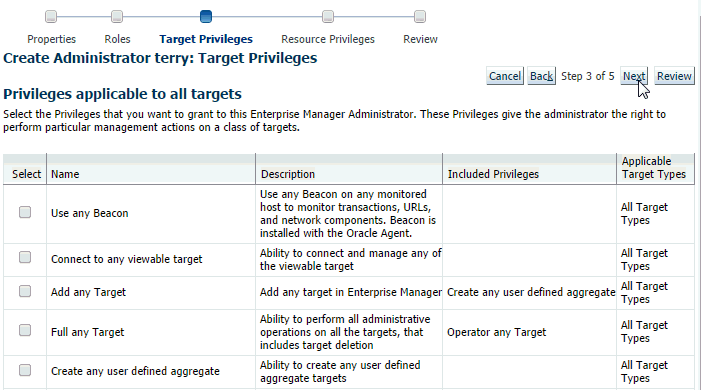 Properties Roles Target Privileges Resource Privileges Review
Create Administrator terry: Target Privileges
Cancel Back Step 3 of 5 Next Review
Privileges applicable to all targets
Select the Privileges that you want to grant to this Enterprise Manager Administrator. These Privileges give the administrator the right to
perform particular management actions on a class of targets.
Select Name Description Included Privileges Applicable
Target Types
Use any Beacon
Use any Beacon on any monitored
host to monitor transactions, URLs,
and network components. Beacon is
installed with the Oracle Agent.
All Target
Types
Connect to any viewable target
Ability to connect and manage any of
the viewable target
All Target
Types
Add any Target
Add any target in Enterprise Manager
Create any user defined aggregate
All Target
Types
Full any Target
Ability to perform all administrative
operations on all the targets, that
includes target deletion
Operator any Target
All Target
Types
Create any user defined aggregate
Ability to create any user defined
aggregate targets
All Target
Types